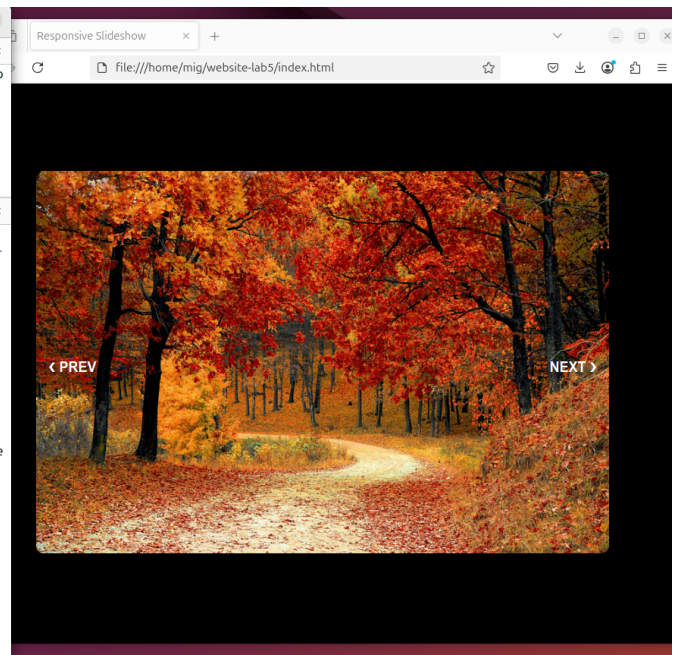 Responsive Slideshow
file:///home/mig/website-lab5/index.html
❮ PREV
NEXT ❯